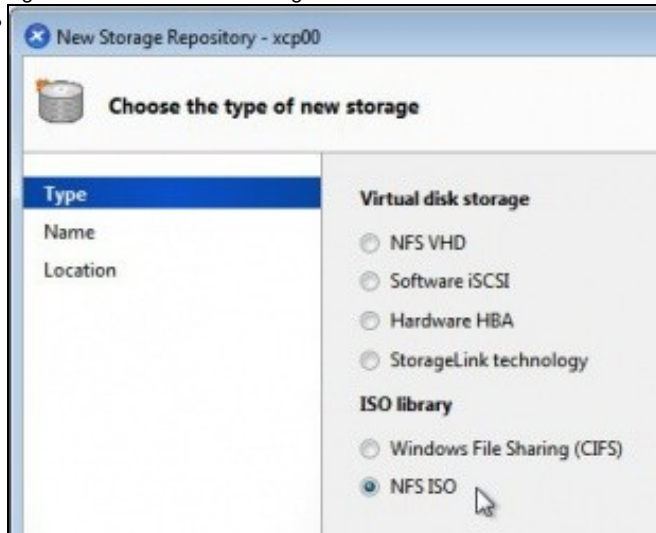 New Storage Repository - xcp00
Choose the type of new storage
Type
Name
Location
Virtual disk storage
NFS VHD
Software iSCSI
Hardware HBA
StorageLink technology
ISO library
Windows File Sharing (CIFS)
NFS ISO